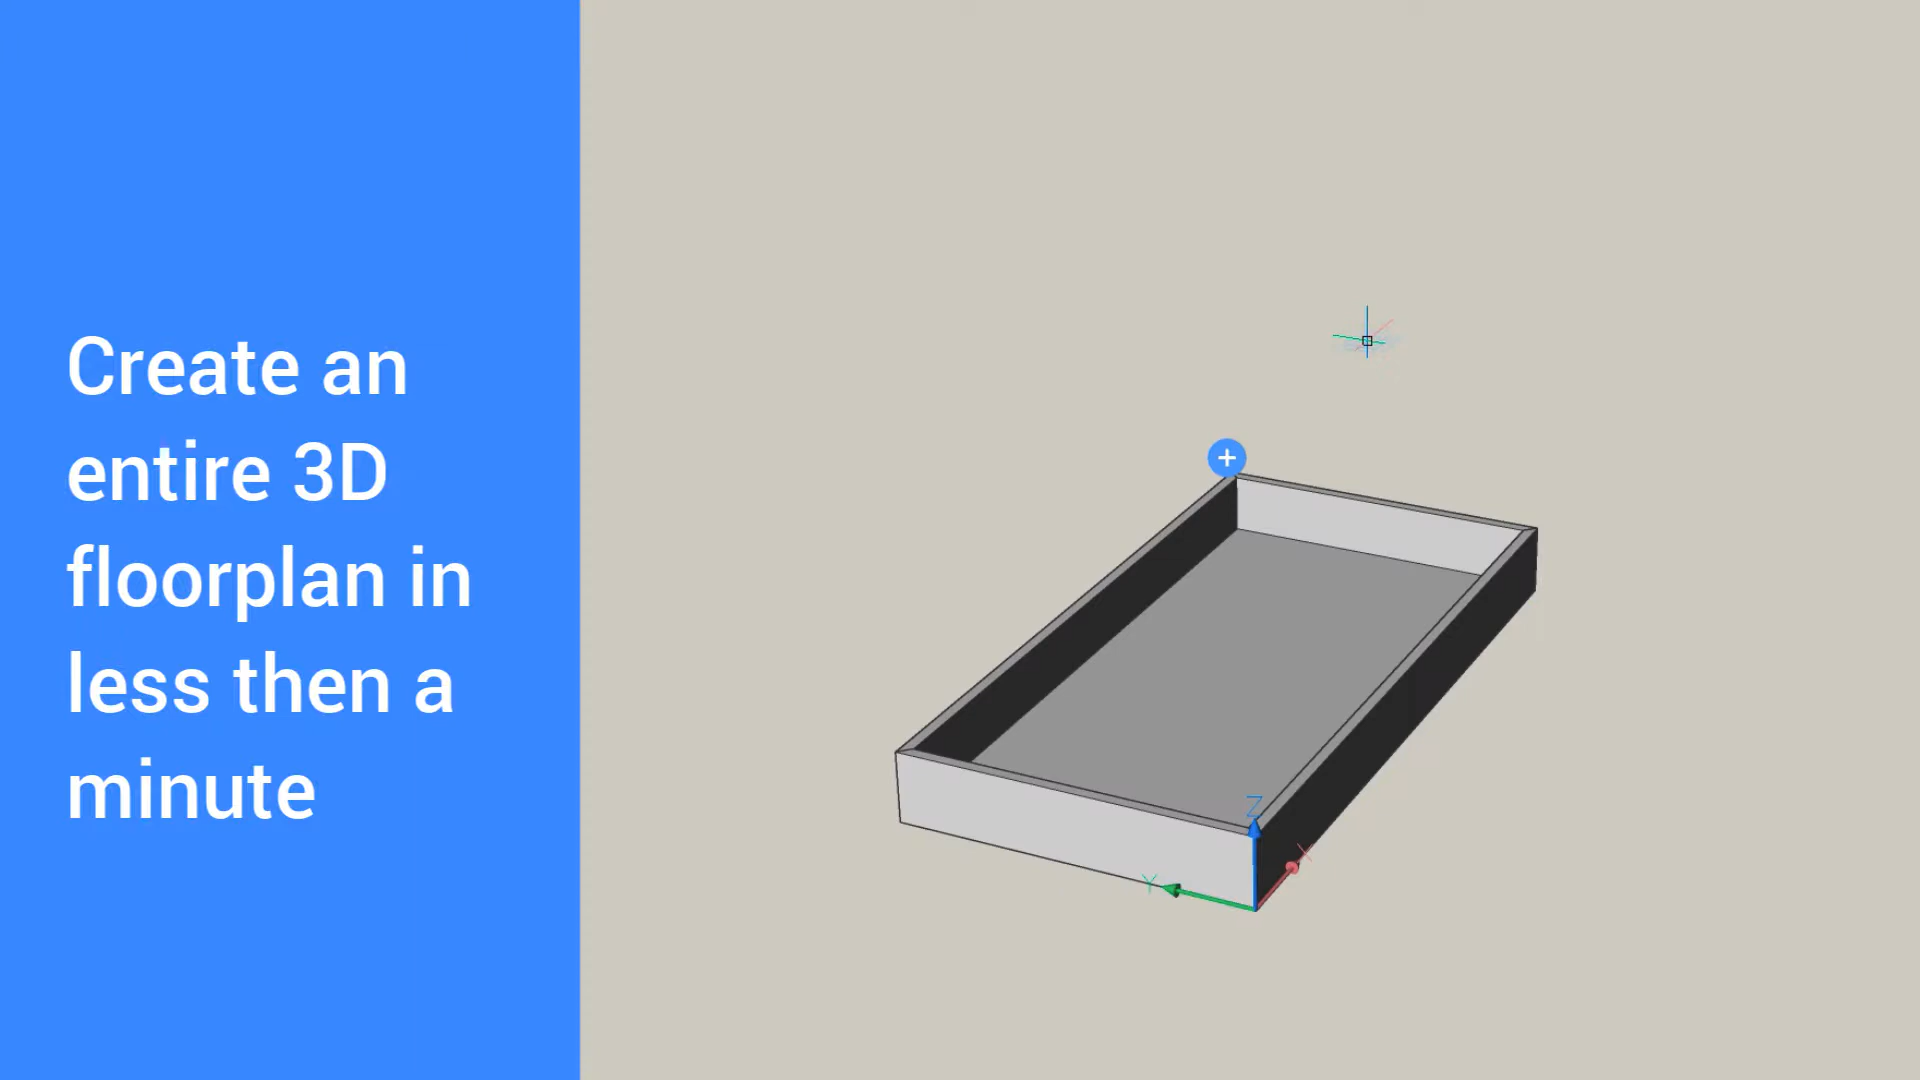 Create an
entire 3D
floorplan in
less then a
minute
Z
X
Y